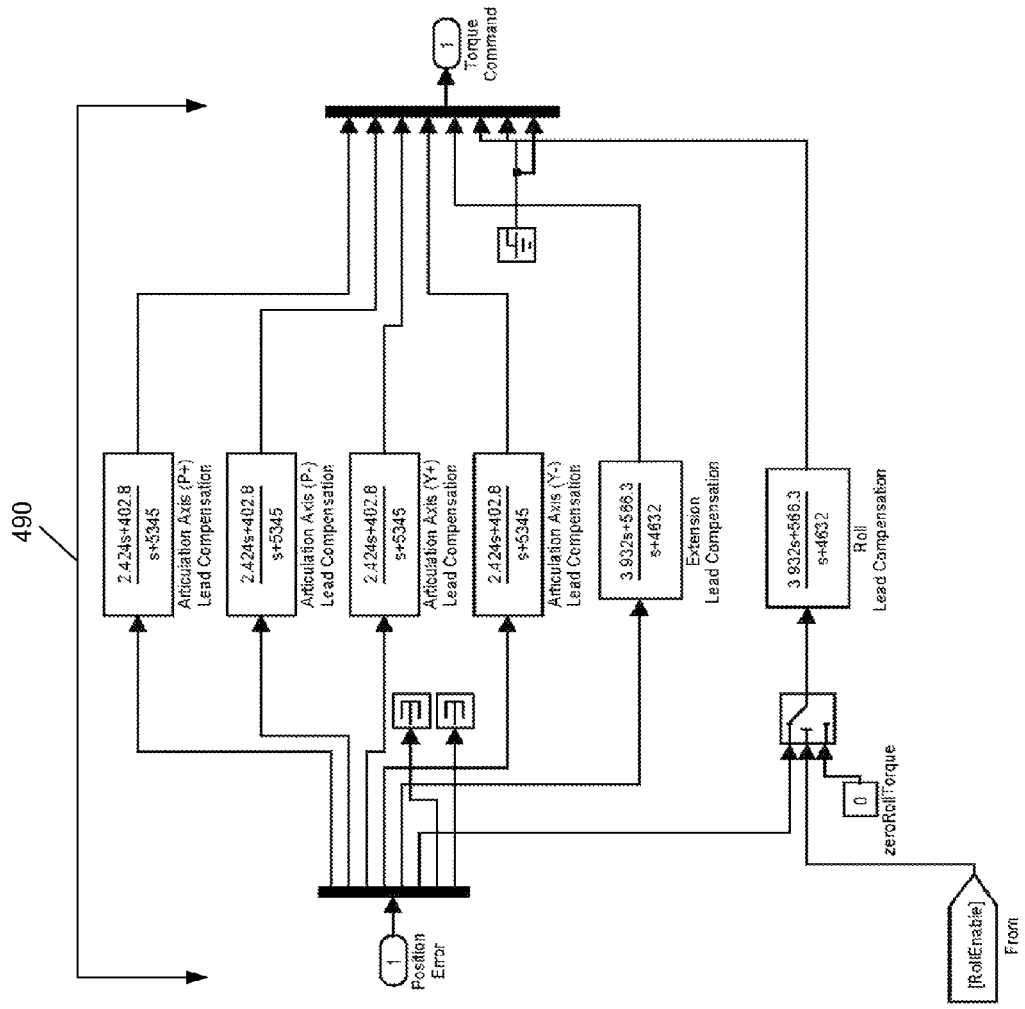 490
1
Torque
Command
2.424s+402.8
s+5345
Articulation Axis (P+)
Lead Compensation
2.424s+402.8
s+5345
Articulation Axis (P-)
Lead Compensation
2.424s+402.8
s+5345
Articulation Axis (Y+)
Lead Compensation
2.424s+402.8
s+5345
Articulation Axis (Y-)
Lead Compensation
3.932s+566.3
s+4632
Extension
Lead Compensation
3.932s+566.3
s+4632
Roll
Lead Compensation
1
Position
Error
0
zeroRollTorque
[RollEnable]
From